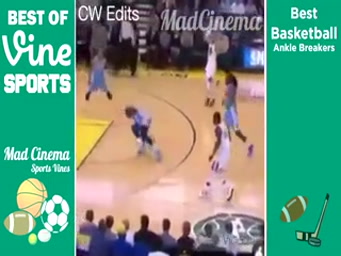 BEST OF
Vine
SPORTS
Mad Cinema
Sports Vines
CW Edits
MadCinema
Best
Basketball
Ankle Breakers